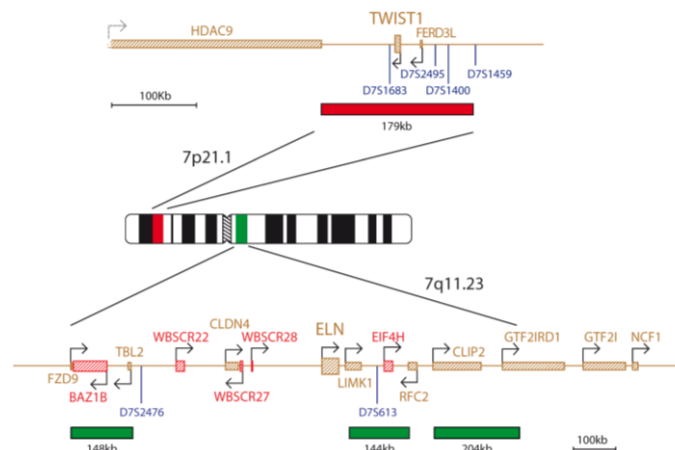 TWIST1
HDAC9
FERD3L
D7S2495
D7S1459
D7S1683
D7S1400
100Kb
179kb
7p21.1
7q11.23
CLDN4
ELN
WBSCR22
WBSCR28
EIF4H
GTF2IRD1
GTF2I
NCF1
TBL2
CLIP2
FZD9
LIMK1
BAZ1B
WBSCR27
RFC2
D7S2476
D7S613
148kb
144kb
204kb
100kb